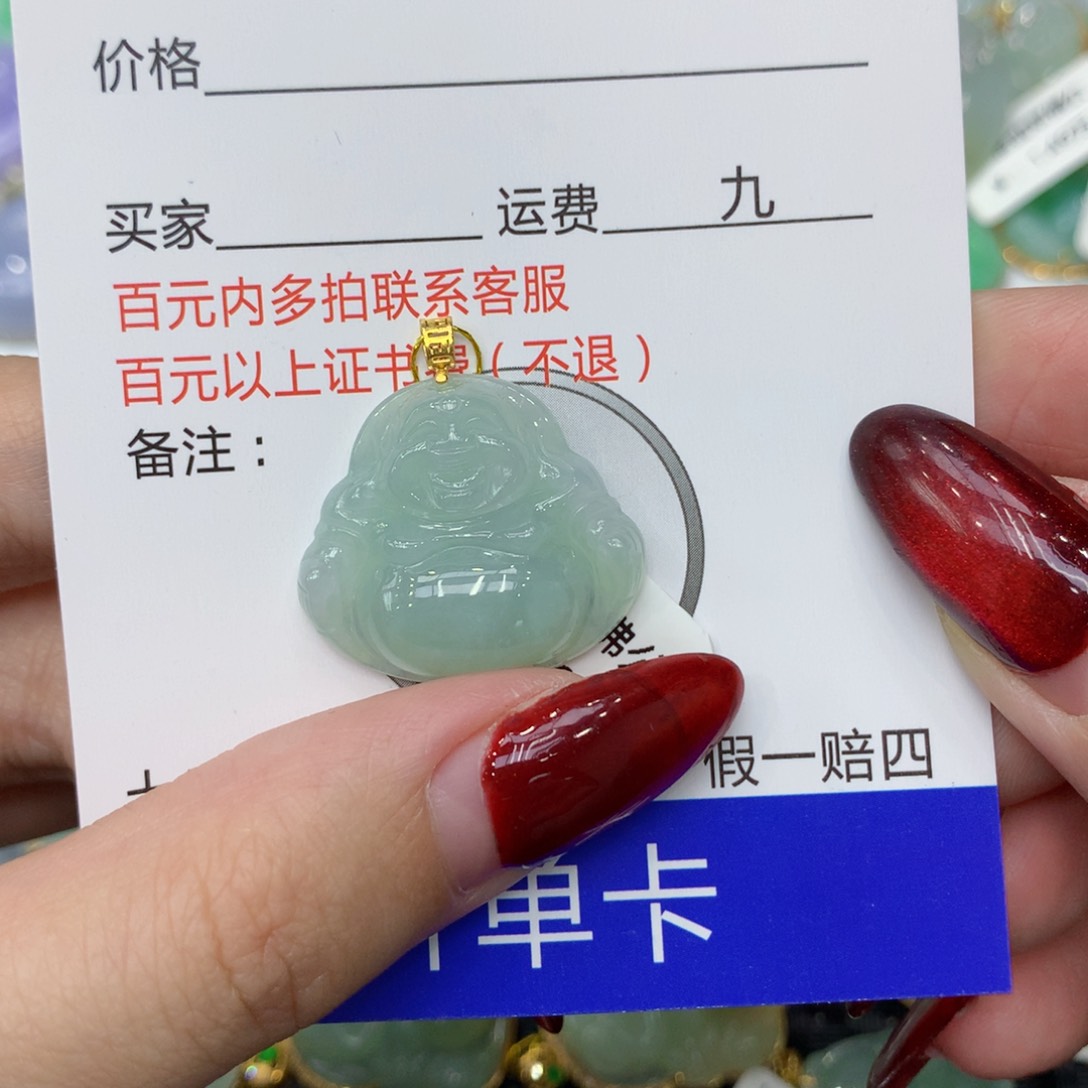 价格
买家 运费 九
百元内多拍联系客服
百元以上证书费（不退）
备注：
假一赔四
单卡